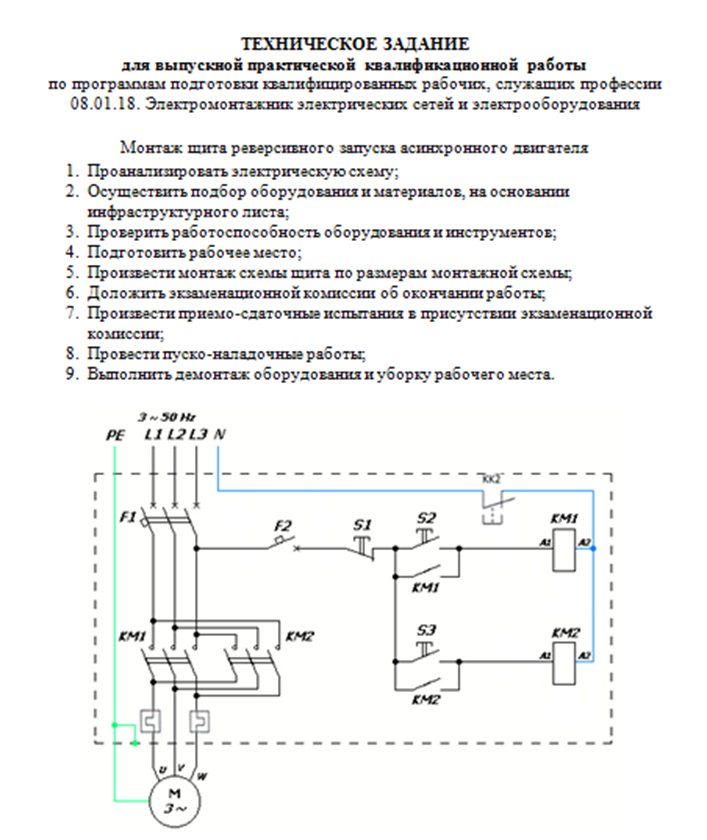 ТЕХНИЧЕСКОЕ ЗАДАНИЕ
для выпускной практической квалификационной работы
по программам подготовки квалифицированных рабочих, служащих профессии
08.01.18. Электромонтажник электрических сетей и электрооборудования
Монтаж щита реверсивного запуска асинхронного двигателя
1. Проанализировать электрическую схему;
2. Осуществить подбор оборудования и материалов, на основании
инфраструктурного листа;
3. Проверить работоспособность оборудования и инструментов;
4. Подготовить рабочее место;
5. Произвести монтаж схемы щита по размерам монтажной схемы;
6. Доложить экзаменационной комиссии об окончании работы;
7. Произвести приемо-сдаточные испытания в присутствии экзаменационной
комиссии;
8. Провести пуско-наладочные работы;
9. Выполнить демонтаж оборудования и уборку рабочего места.
3 ~ 50 Hz
PE L1 L2 L3 N
KK2
F1 F2 S1 S2 KM1
A1 A2
KM1
KM1 KM2 S3 KM2
A1 A2
KM2
U V W
M
3 ~